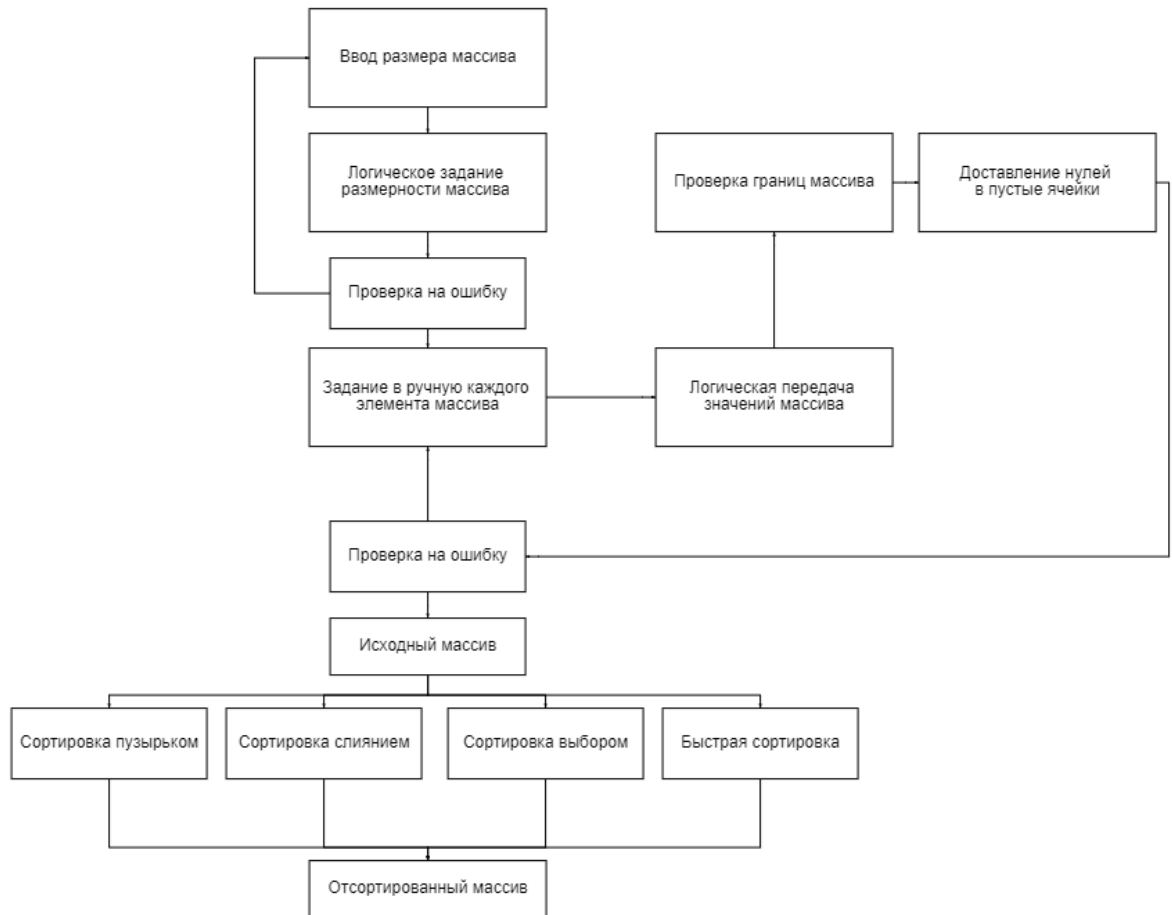 Ввод размера массива
Логическое задание
размерности массива
Проверка границ массива
Доставление нулей
в пустые ячейки
Проверка на ошибку
Задание в ручную каждого
элемента массива
Логическая передача
значений массива
Проверка на ошибку
Исходный массив
Сортировка пузырьком
Сортировка слиянием
Сортировка выбором
Быстрая сортировка
Отсортированный массив